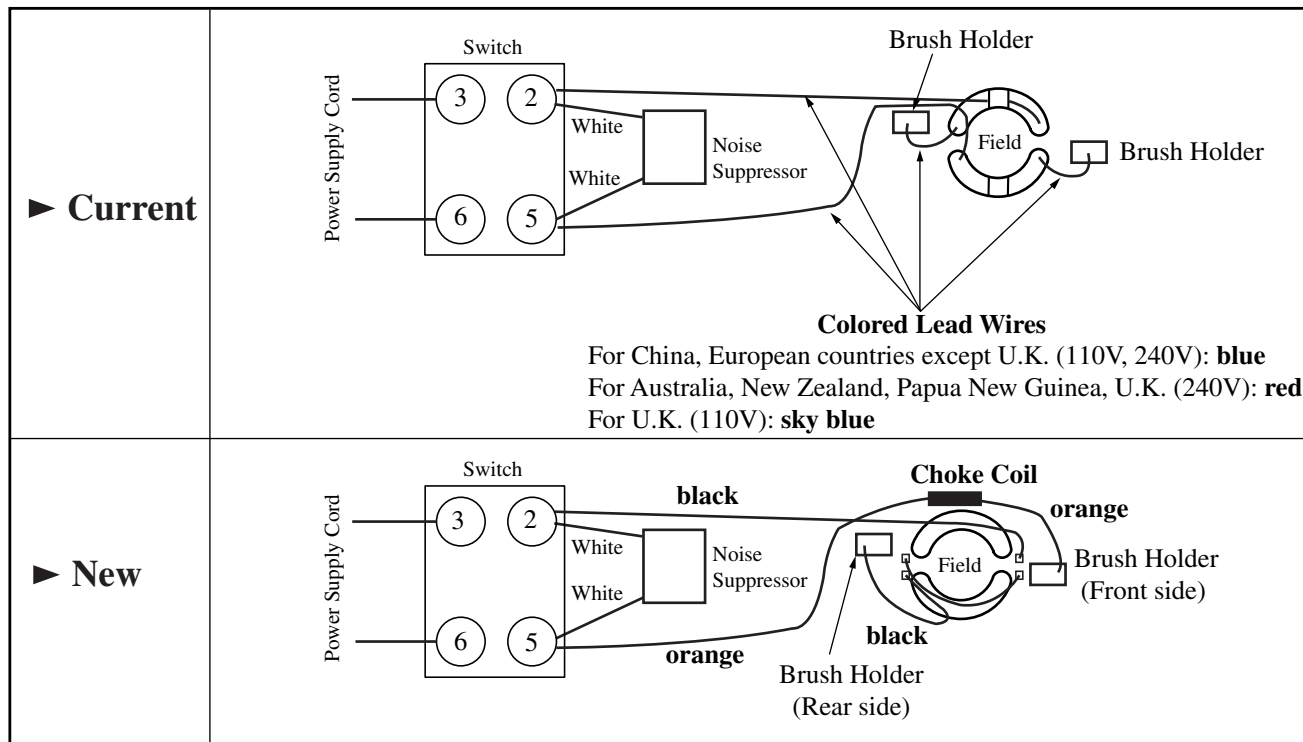 ► Current
Switch
Power Supply Cord
3
2
6
5
White
White
Noise
Suppressor
Brush Holder
Field
Brush Holder
Colored Lead Wires
For China, European countries except U.K. (110V, 240V): blue
For Australia, New Zealand, Papua New Guinea, U.K. (240V): red
For U.K. (110V): sky blue
► New
Switch
Power Supply Cord
3
2
6
5
White
White
Noise
Suppressor
black
orange
Choke Coil
orange
Field
Brush Holder
(Front side)
black
Brush Holder
(Rear side)